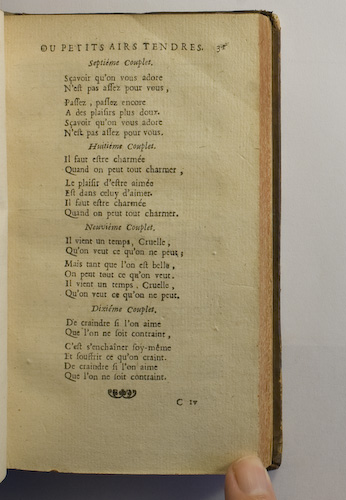 OU PETITS AIRS TENDRES.
Septiéme Couplet.
Sçavoir qu'on vous adore
N'est pas assez pour vous,
Passez, passez encore
A des plaisirs plus doux.
Sçavoir qu'on vous adore
N'est pas assez pour vous.
Huitiéme Couplet.
Il faut estre charmée
Quand on peut tout charmer,
Le plaisir d'estre aimée
Est dans celuy d'aimer.
Il faut estre charmée
Quand on peut tout charmer.
Neuviéme Couplet.
Il vient un temps, Cruelle,
Qu'on veut ce qu'on ne peut;
Mais tant que l'on est belle,
On peut tout ce qu'on veut.
Il vient un temps, Cruelle,
Qu'on veut ce qu'on ne peut.
Dixiéme Couplet.
De craindre si l'on aime
Que l'on ne soit contraint,
C'est s'enchaîner soy-même
Et souffrir ce qu'on craint.
De craindre si l'on aime
Que l'on ne soit contraint.
C iv